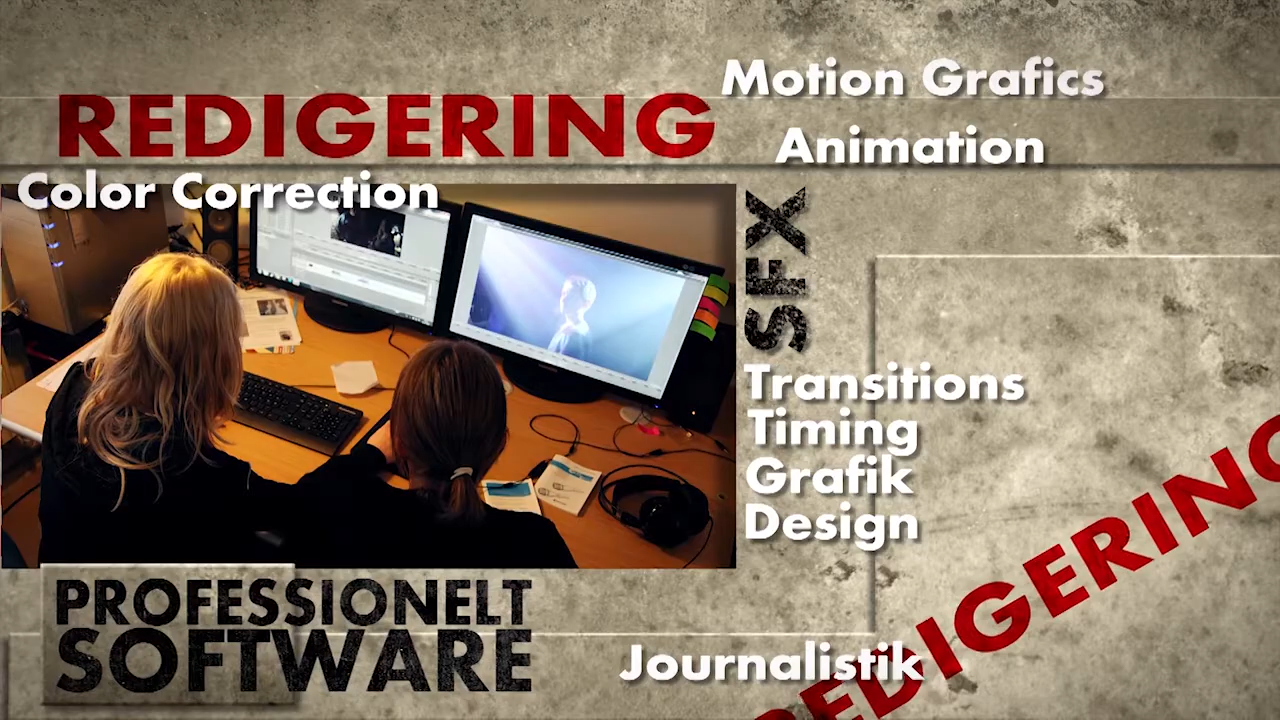 Motion Grafics
REDIGERING
Animation
Color Correction
SFX
Transitions
Timing
Grafik
Design
PROFESSIONELT
SOFTWARE
Journalistik
REDIGERING